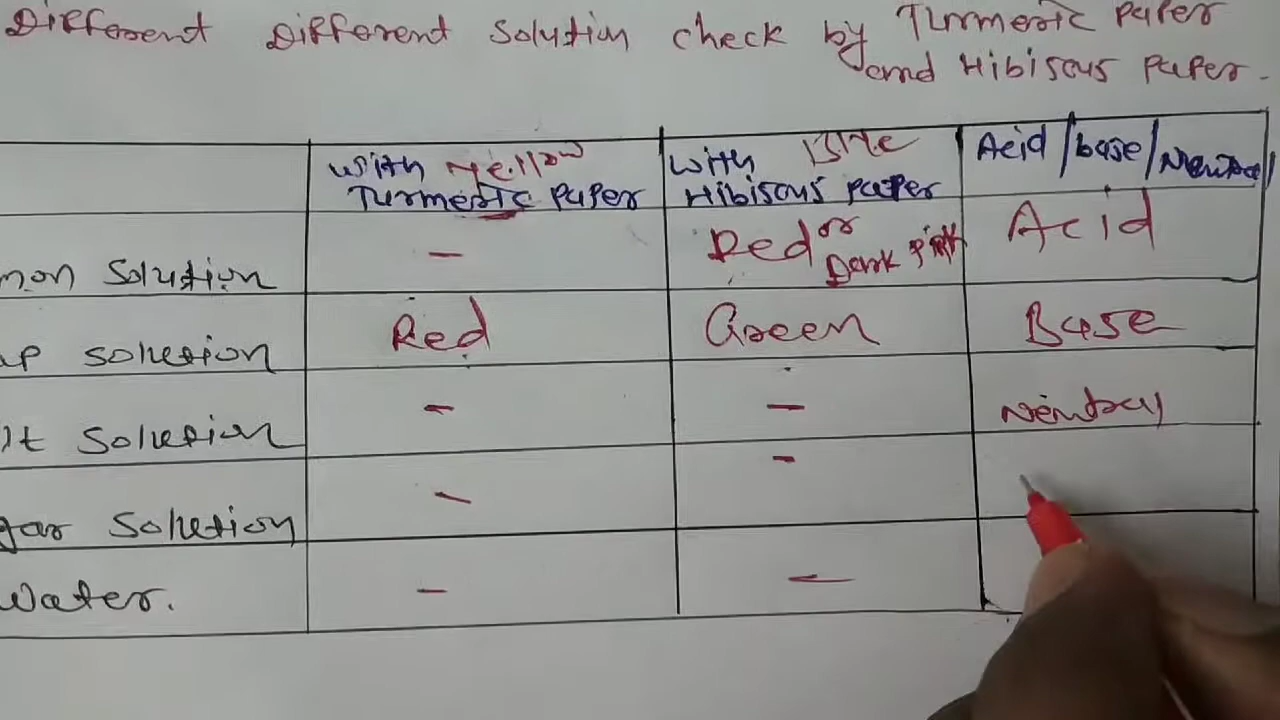 Different Different Solution check by Turmeric Paper
and Hibiscus Paper.
With Yellow
Turmeric Paper
With Blue
Hibiscus Paper
Acid/base/Neutral
mon Solution
-
Red or
Dark Pink
Acid
ap solution
Red
Green
Base
lt Solution
-
-
Neutral
gar Solution
-
-
Water.
-
-